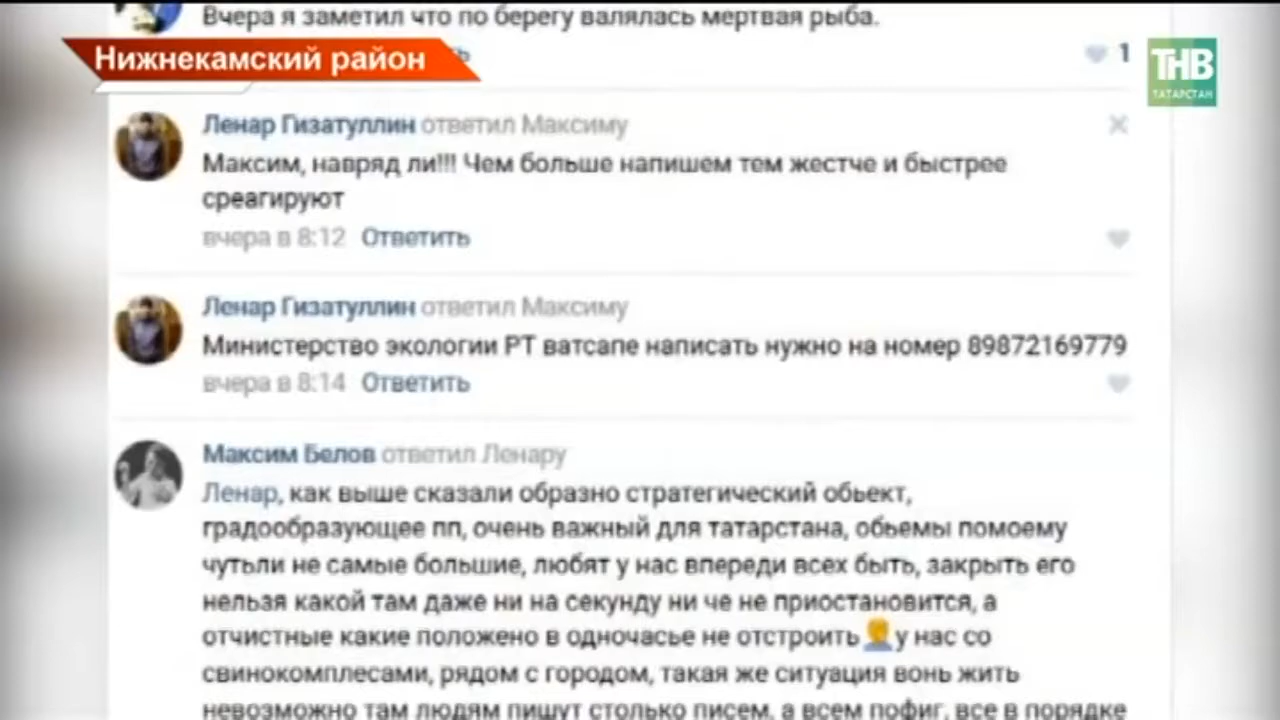 Вчера я заметил что по берегу валялась мертвая рыба.
Нижнекамский район
1
ТНВ
ТАТАРСТАН
Ленар Гизатуллин ответил Максиму
Максим, навряд ли!!! Чем больше напишем тем жестче и быстрее
среагируют
вчера в 8:12 Ответить
Ленар Гизатуллин ответил Максиму
Министерство экологии РТ ватсапе написать нужно на номер 89872169779
вчера в 8:14 Ответить
Максим Белов ответил Ленару
Ленар, как выше сказали образно стратегический обьект,
градообразующее пп, очень важный для татарстана, обьемы помоему
чутьли не самые большие, любят у нас впереди всех быть, закрыть его
нельзя какой там даже ни на секунду ни че не приостановится, а
отчистные какие положено в одночасье не отстроить🤦у нас со
свинокомплесами, рядом с городом, такая же ситуация вонь жить
невозможно там людям пишут столько писем, а всем пофиг, все в порядке